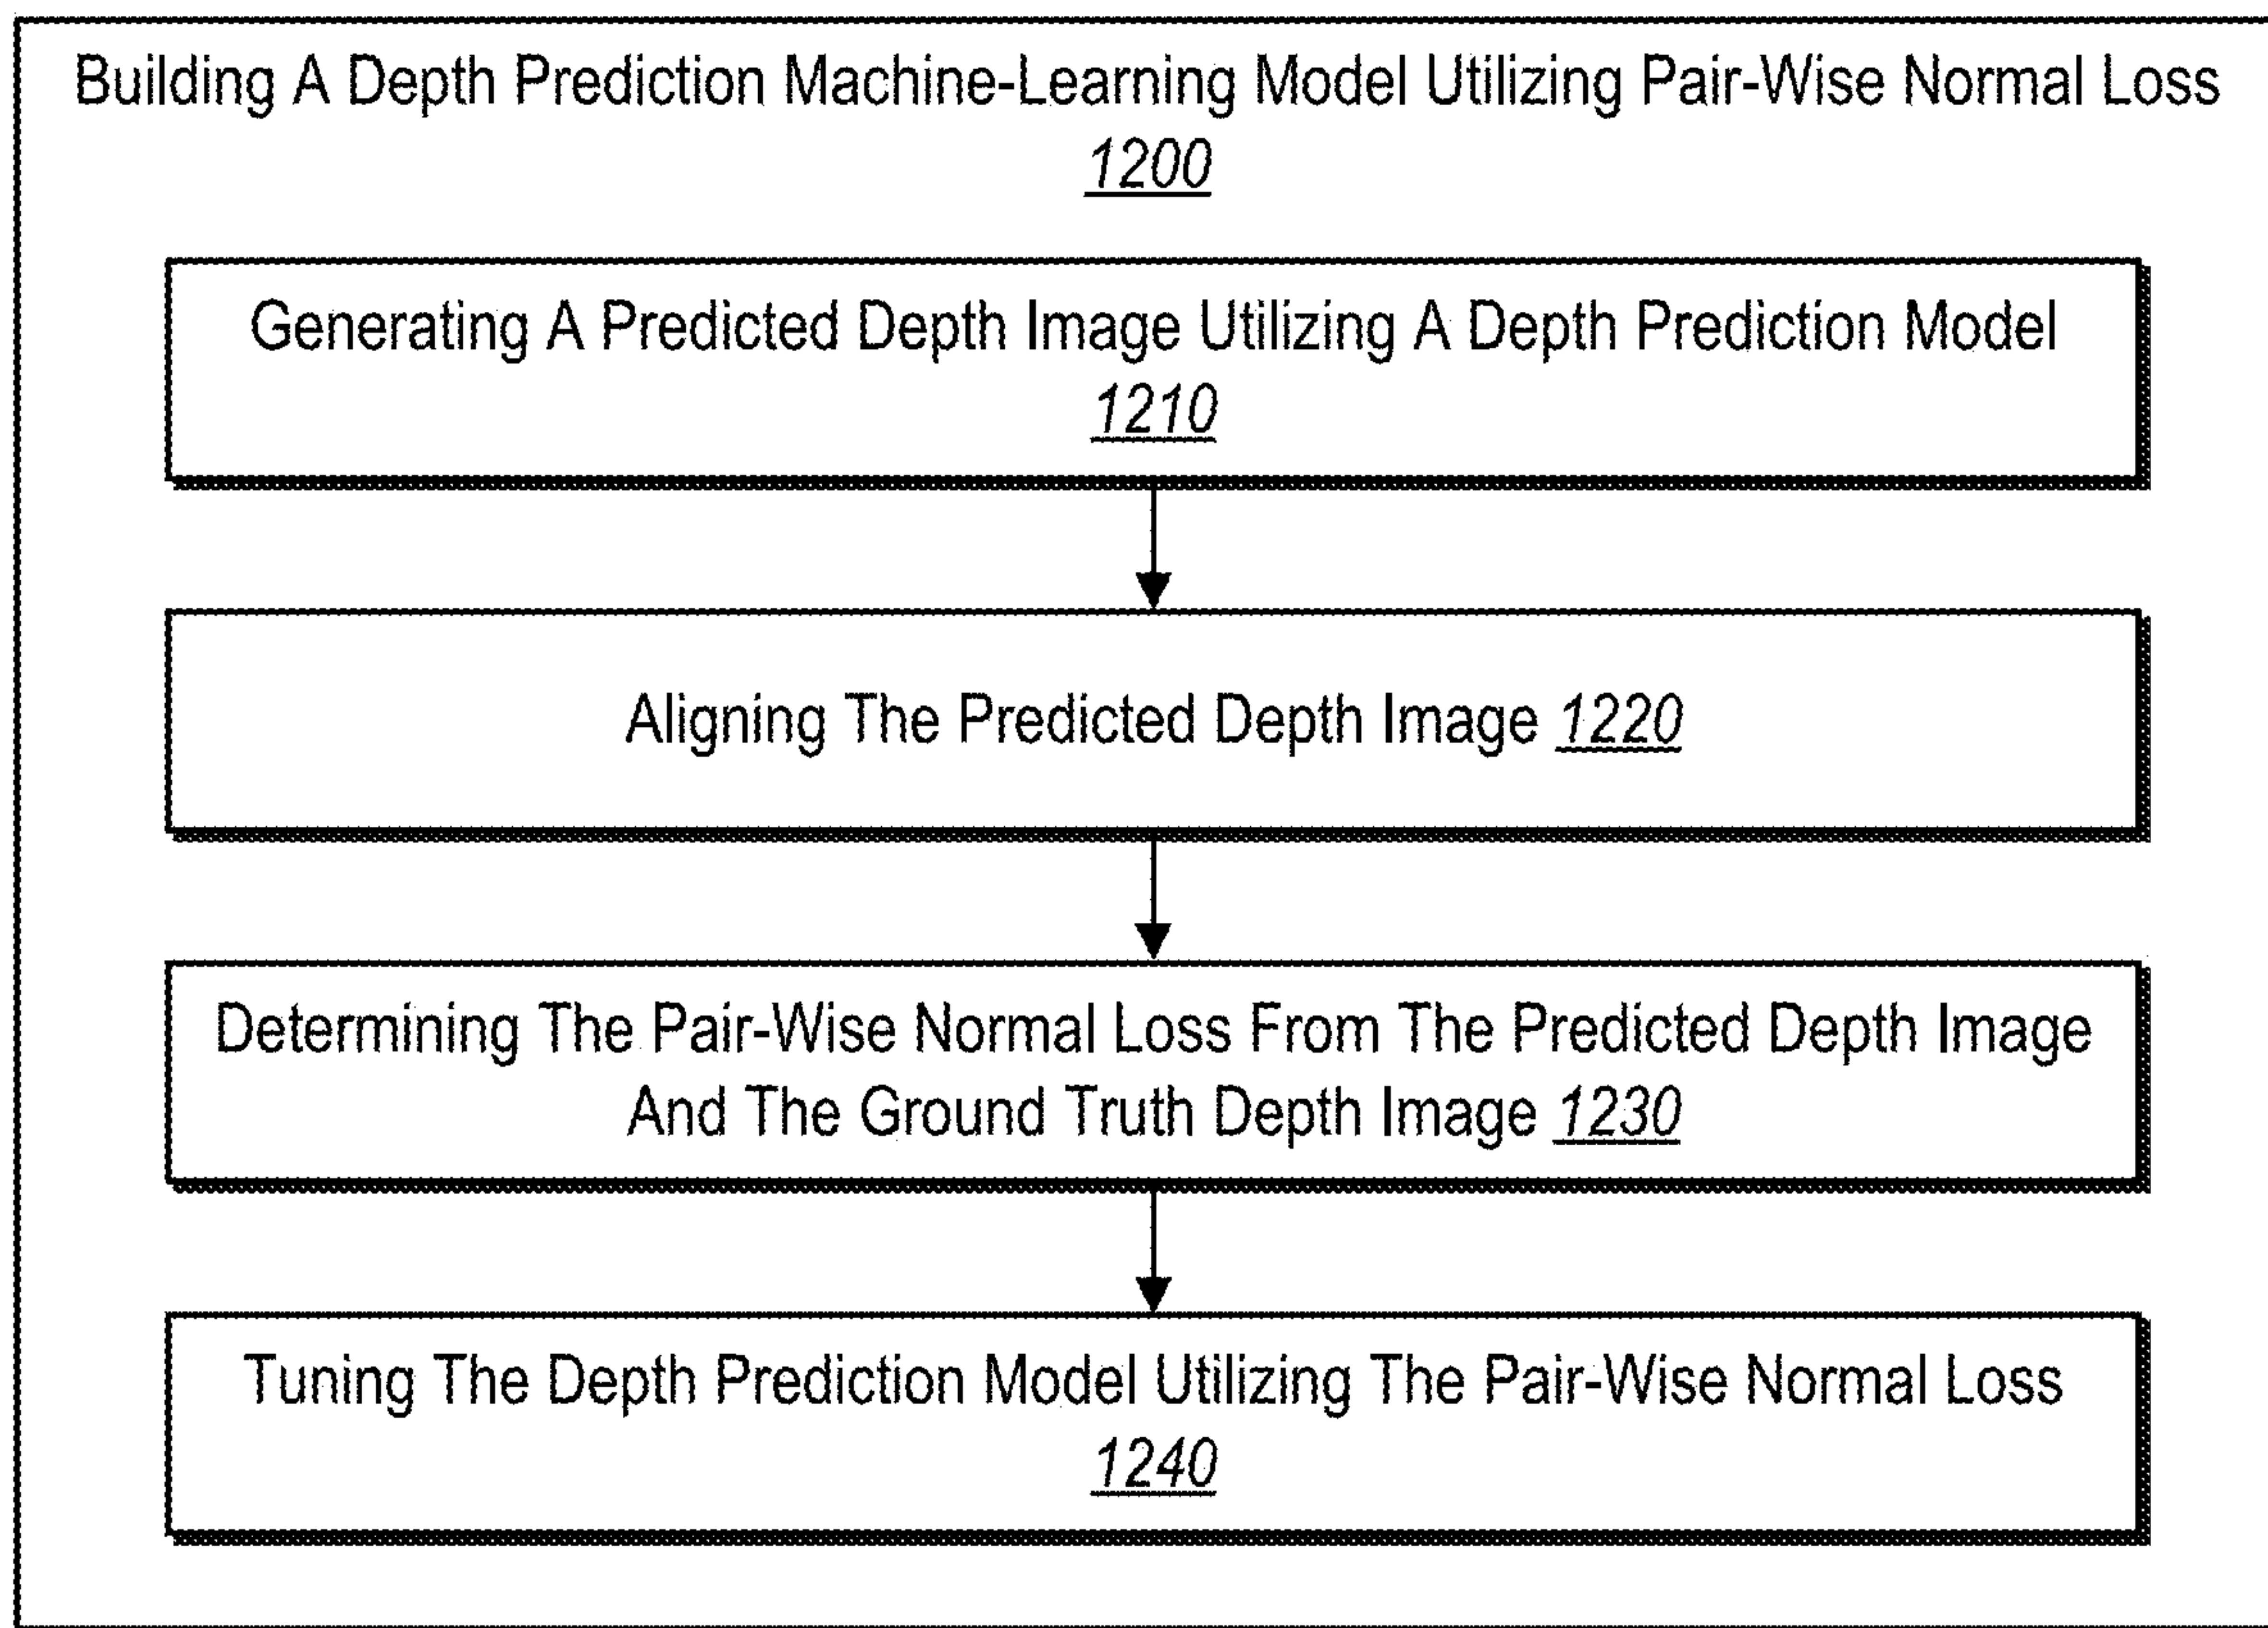 Building A Depth Prediction Machine-Learning Model Utilizing Pair-Wise Normal Loss
1200
Generating A Predicted Depth Image Utilizing A Depth Prediction Model
1210
Aligning The Predicted Depth Image 1220
Determining The Pair-Wise Normal Loss From The Predicted Depth Image
And The Ground Truth Depth Image 1230
Tuning The Depth Prediction Model Utilizing The Pair-Wise Normal Loss
1240